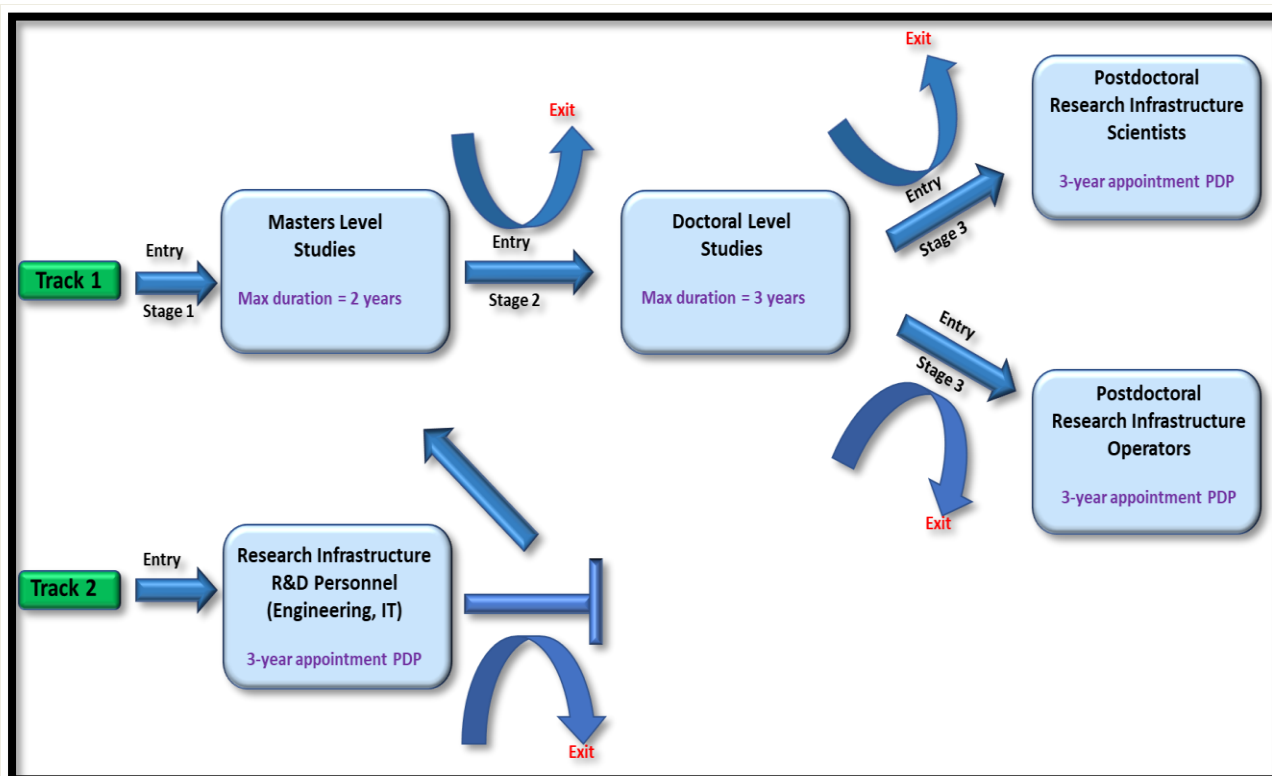 Track 1
Entry
Stage 1
Masters Level
Studies
Max duration = 2 years
Exit
Entry
Stage 2
Doctoral Level
Studies
Max duration = 3 years
Exit
Entry
Stage 3
Postdoctoral
Research Infrastructure
Scientists
3-year appointment PDP
Entry
Stage 3
Exit
Postdoctoral
Research Infrastructure
Operators
3-year appointment PDP
Track 2
Entry
Research Infrastructure
R&D Personnel
(Engineering, IT)
3-year appointment PDP
Exit